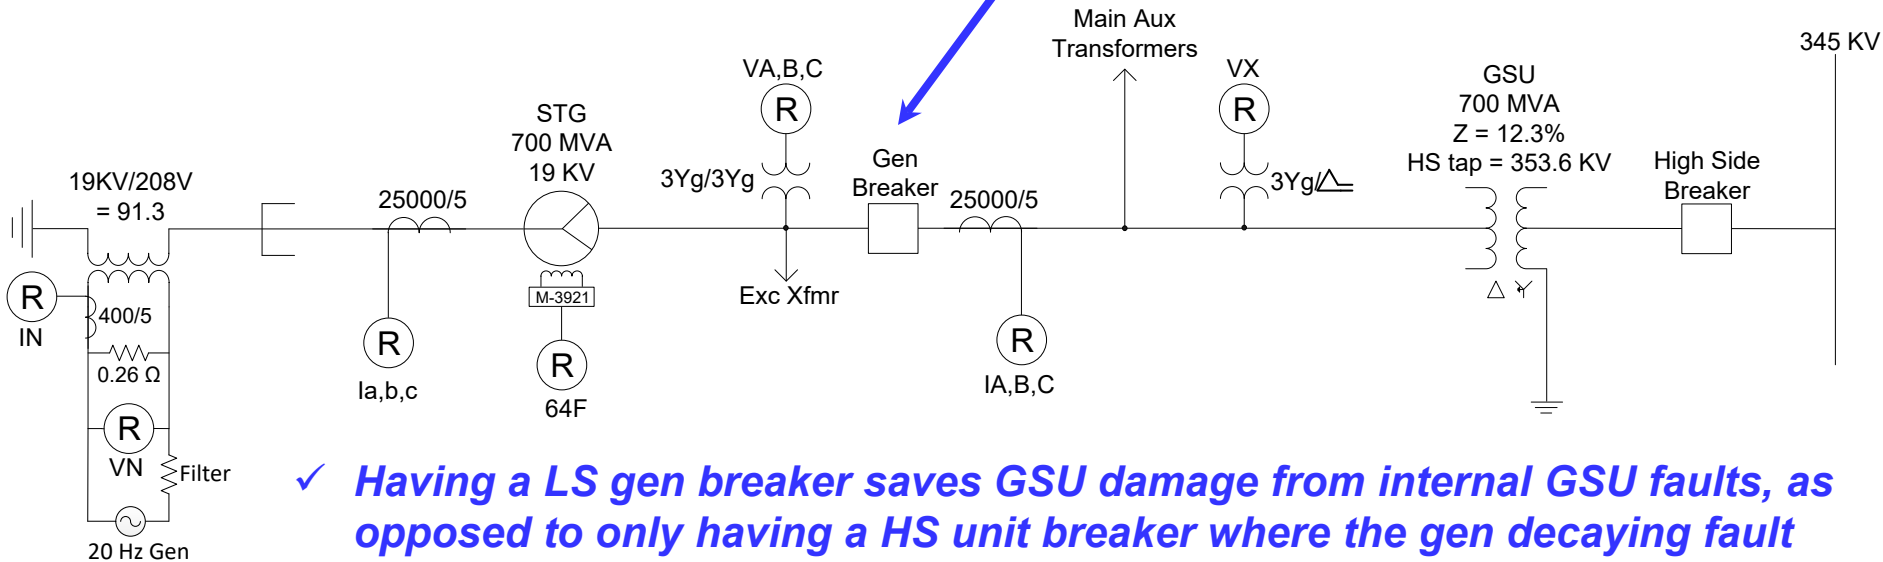 Main Aux
Transformers
345 KV
VA,B,C
VX
GSU
700 MVA
Z = 12.3%
HS tap = 353.6 KV
STG
700 MVA
19 KV
Gen
Breaker
High Side
Breaker
19KV/208V
= 91.3
25000/5
3Yg/3Yg
25000/5
3Yg/
R
R
R
IN
400/5
0.26 Ω
R
VN
Filter
20 Hz Gen
R
Ia,b,c
M-3921
R
64F
Exc Xfmr
R
IA,B,C
✓ Having a LS gen breaker saves GSU damage from internal GSU faults, as
opposed to only having a HS unit breaker where the gen decaying fault